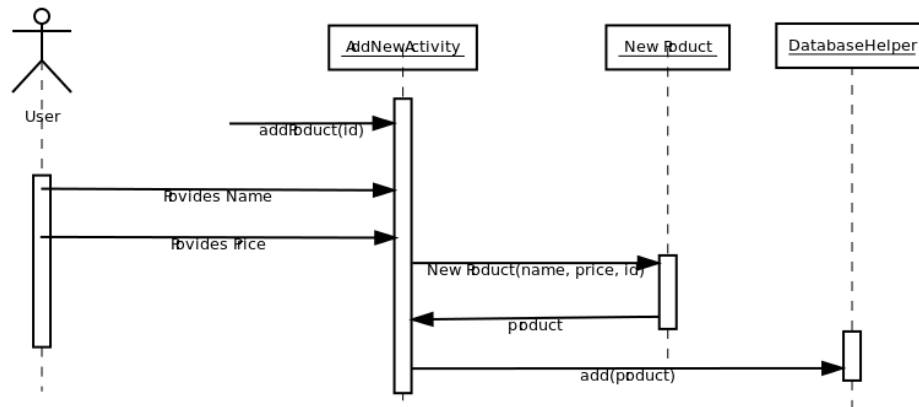 AddNewActivity
New Product
DatabaseHelper
User
addProduct(id)
Provides Name
Provides Price
New Product(name, price, id)
product
add(product)